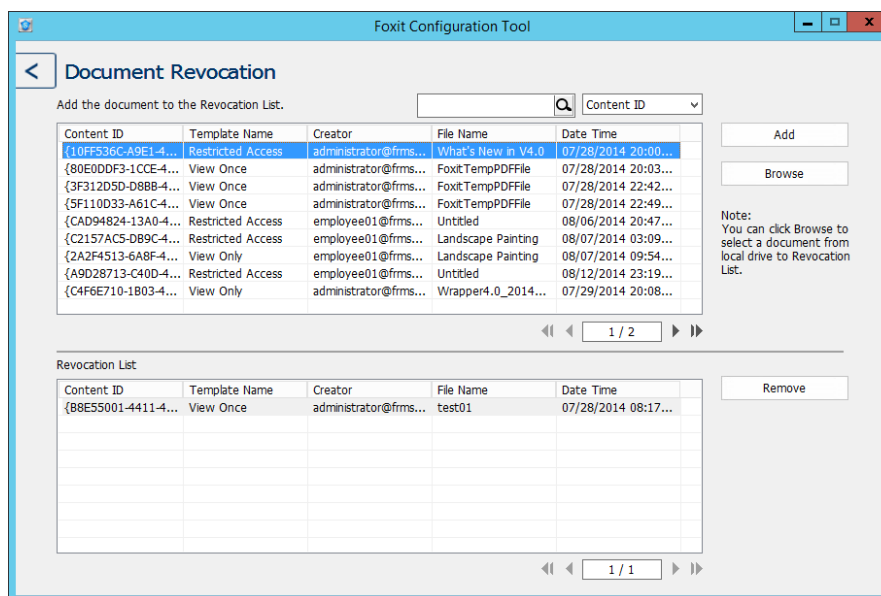 Foxit Configuration Tool
<
Document Revocation
Add the document to the Revocation List.
Content ID
Content ID Template Name Creator File Name Date Time
{10FF536C-A9E1-4... Restricted Access administrator@frms... What's New in V4.0 07/28/2014 20:00...
{80E0DDF3-1CCE-4... View Once administrator@frms... FoxitTempPDFFile 07/28/2014 20:03...
{3F312D5D-D8BB-4... View Once administrator@frms... FoxitTempPDFFile 07/28/2014 22:42...
{5F110D33-A61C-4... View Once administrator@frms... FoxitTempPDFFile 07/28/2014 22:49...
{CAD94824-13A0-4... Restricted Access employee01@frms... Untitled 08/06/2014 20:47...
{C2157AC5-DB9C-4... Restricted Access employee01@frms... Landscape Painting 08/07/2014 03:09...
{2A2F4513-6A8F-4... View Only employee01@frms... Landscape Painting 08/07/2014 09:54...
{A9D28713-C40D-4... Restricted Access employee01@frms... Untitled 08/12/2014 23:19...
{C4F6E710-1B03-4... View Only administrator@frms... Wrapper4.0_2014... 07/29/2014 20:08...
1 / 2
Add
Browse
Note:
You can click Browse to
select a document from
local drive to Revocation
List.
Revocation List
Content ID Template Name Creator File Name Date Time
{B8E55001-4411-4... View Once administrator@frms... test01 07/28/2014 08:17...
Remove
1 / 1